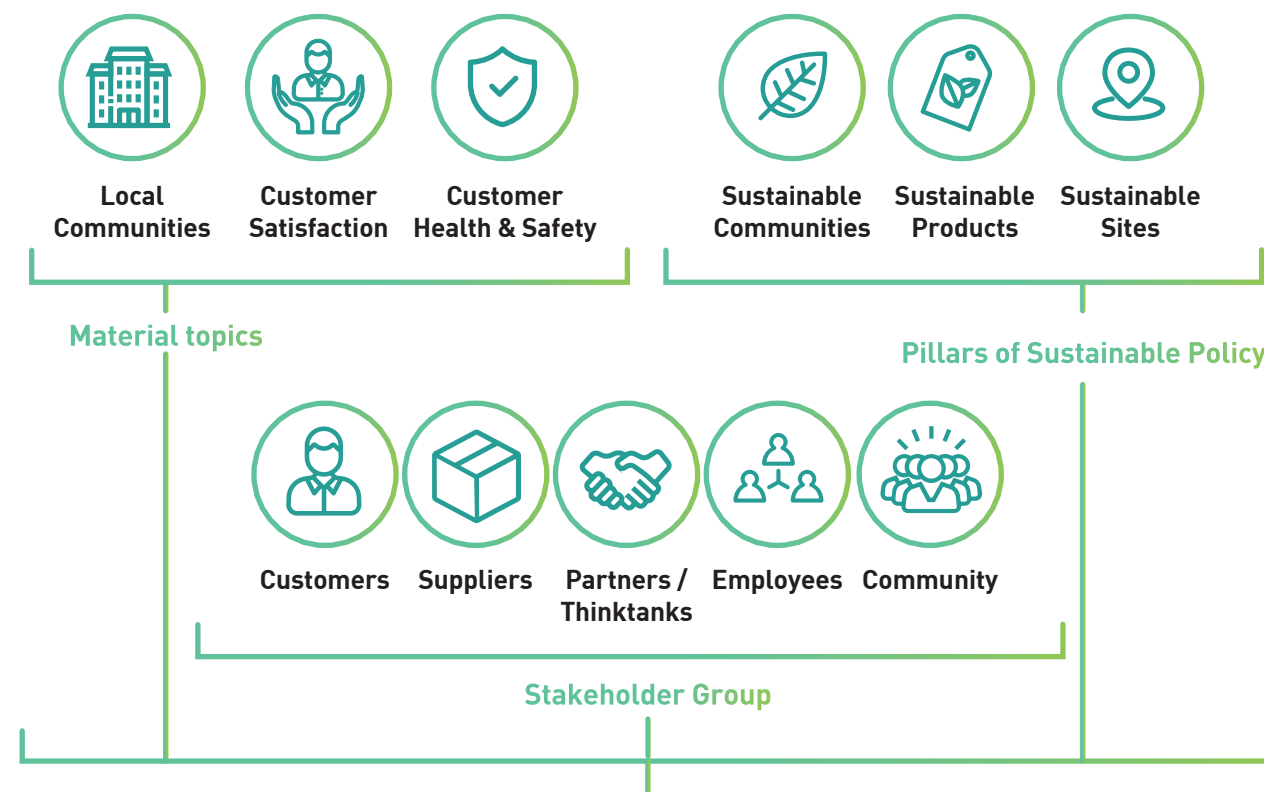 Local
Communities
Customer
Satisfaction
Customer
Health & Safety
Sustainable
Communities
Sustainable
Products
Sustainable
Sites
Material topics
Pillars of Sustainable Policy
Customers
Suppliers
Partners /
Thinktanks
Employees
Community
Stakeholder Group